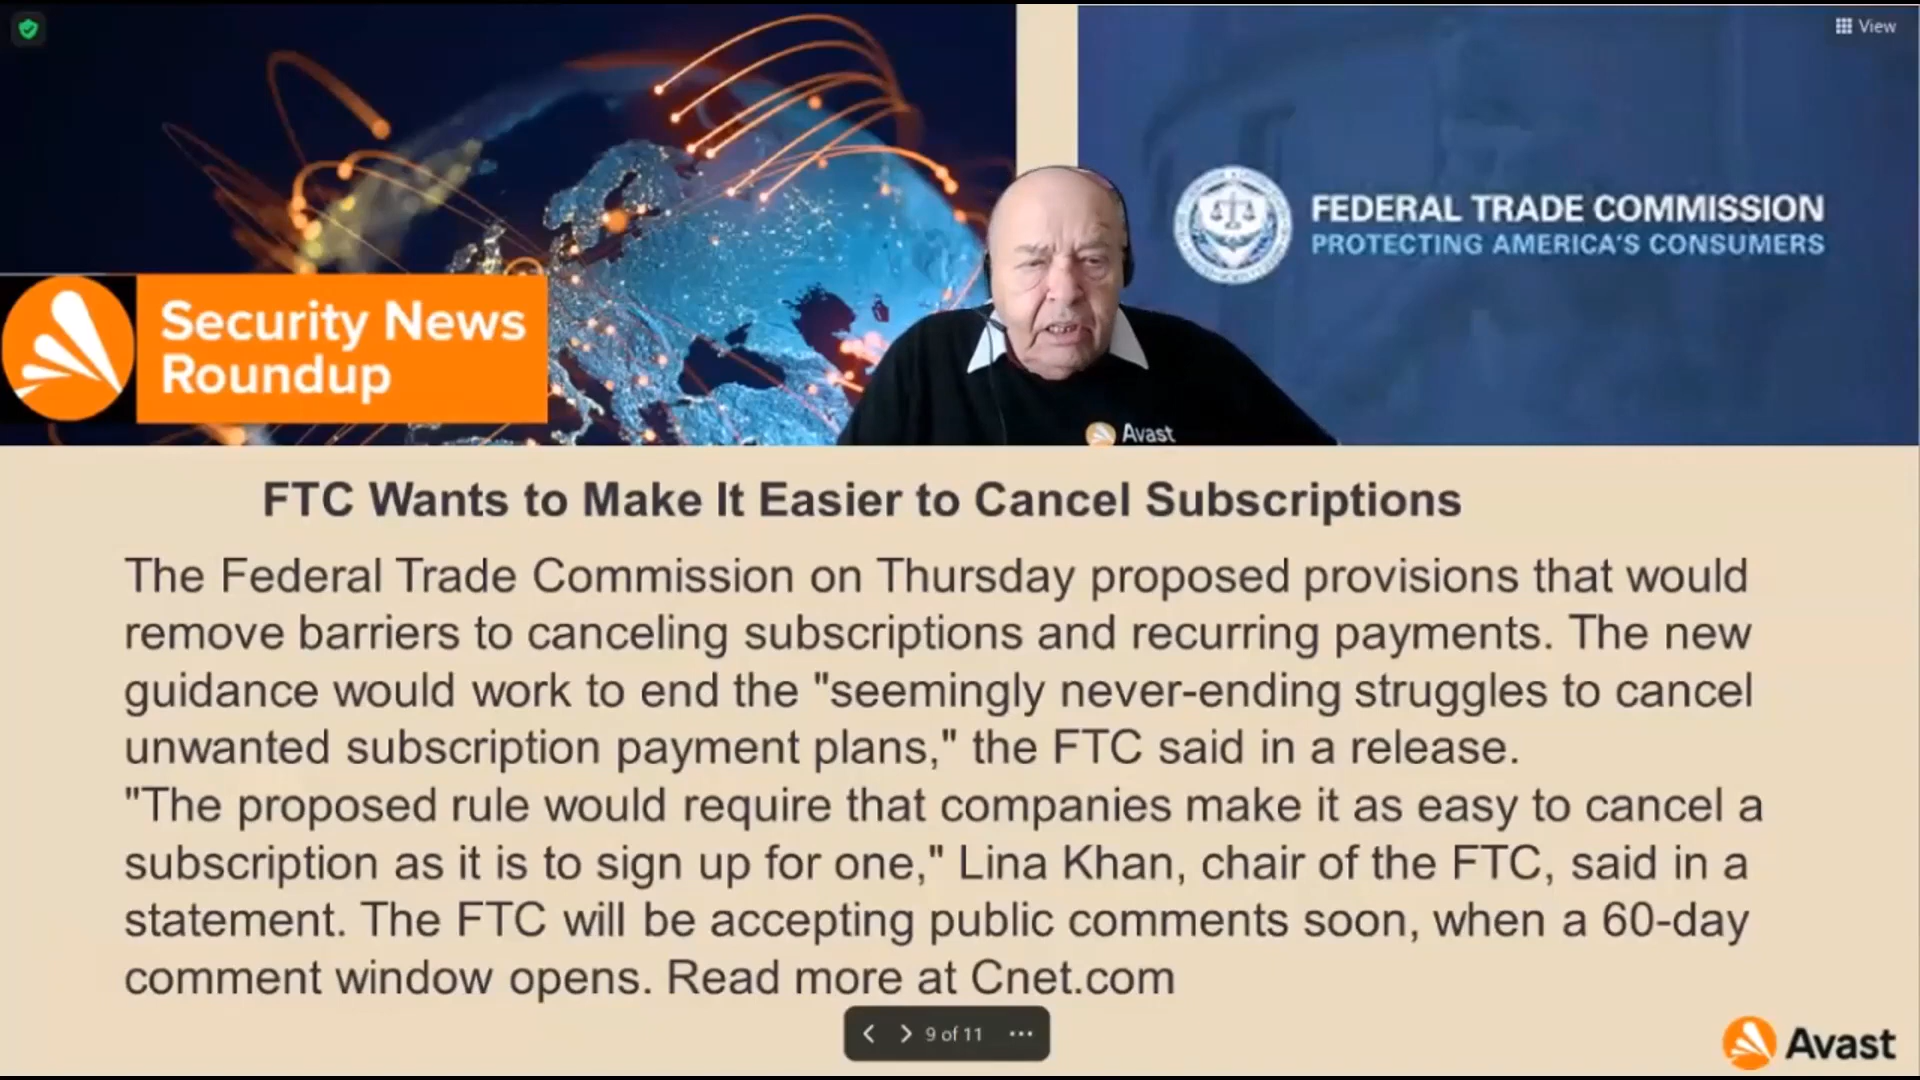 View
FEDERAL TRADE COMMISSION
PROTECTING AMERICA'S CONSUMERS
Security News
Roundup
Avast
FTC Wants to Make It Easier to Cancel Subscriptions
The Federal Trade Commission on Thursday proposed provisions that would
remove barriers to canceling subscriptions and recurring payments. The new
guidance would work to end the "seemingly never-ending struggles to cancel
unwanted subscription payment plans," the FTC said in a release.
"The proposed rule would require that companies make it as easy to cancel a
subscription as it is to sign up for one," Lina Khan, chair of the FTC, said in a
statement. The FTC will be accepting public comments soon, when a 60-day
comment window opens. Read more at Cnet.com
9 of 11
Avast